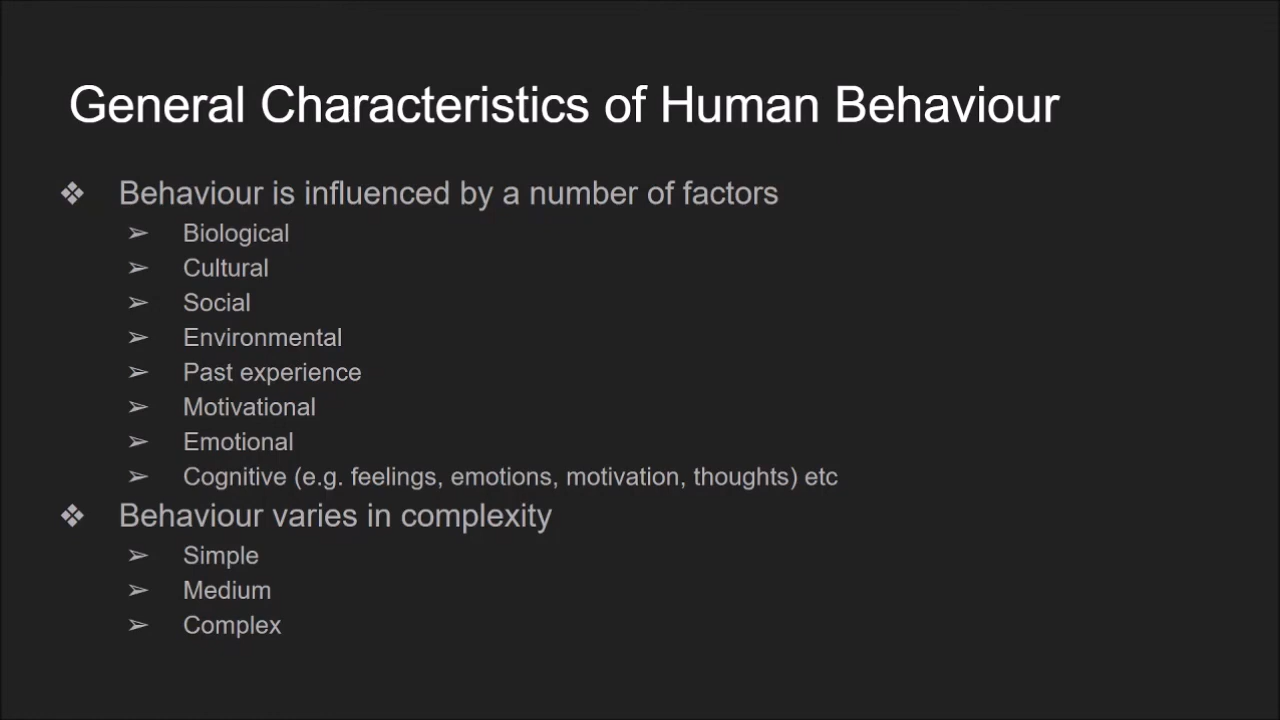 General Characteristics of Human Behaviour
❖ Behaviour is influenced by a number of factors
➢ Biological
➢ Cultural
➢ Social
➢ Environmental
➢ Past experience
➢ Motivational
➢ Emotional
➢ Cognitive (e.g. feelings, emotions, motivation, thoughts) etc
❖ Behaviour varies in complexity
➢ Simple
➢ Medium
➢ Complex